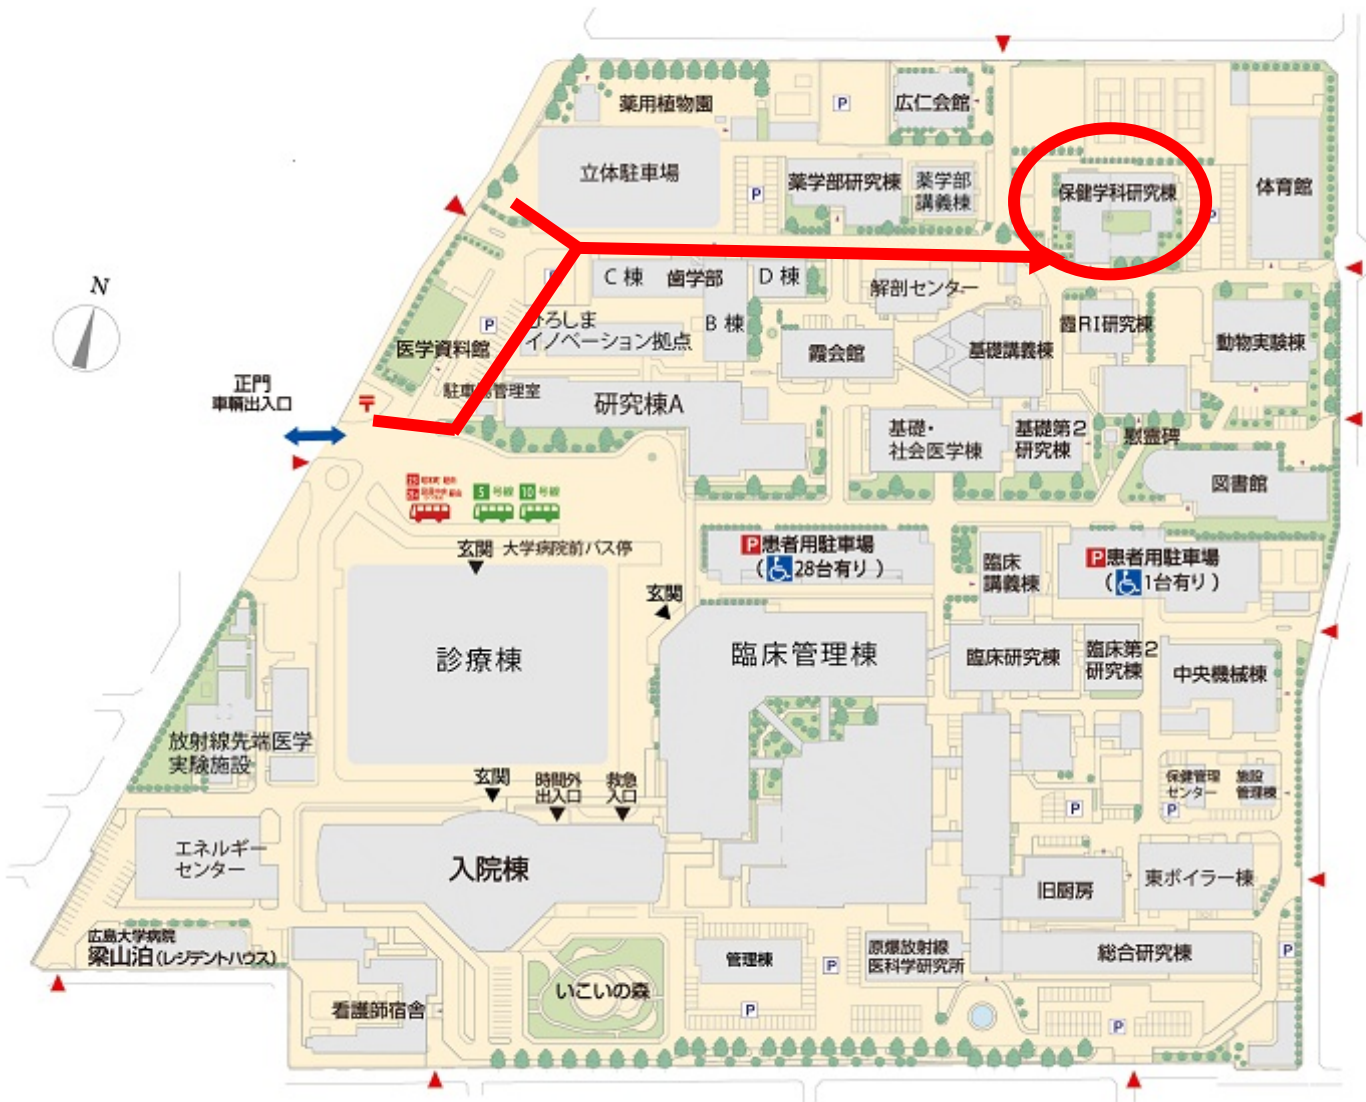 薬用植物園
P
広仁会館
立体駐車場
P
薬学部研究棟
薬学部
講義棟
保健学科研究棟
P
体育館
N
C 棟
歯学部
D 棟
B 棟
解剖センター
P
ひろしま
イノベーション拠点
医学資料館
霞会館
基礎講義棟
霞RI研究棟
動物実験棟
正門
車輌出入口
〒
研究棟A
基礎・
社会医学棟
基礎第2
研究棟
慰霊碑
図書館
5 号線
10 号線
玄関
大学病院前バス停
P 患者用駐車場
( 28台有り )
臨床
講義棟
P 患者用駐車場
( 1台有り )
玄関
診療棟
臨床管理棟
臨床研究棟
臨床第2
研究棟
中央機械棟
放射線先端医学
実験施設
玄関
時間外
出入口
救急
入口
保健管理
センター
P
施設
管理棟
P
エネルギー
センター
入院棟
旧厨房
東ボイラー棟
広島大学病院
梁山泊(レジデントハウス)
管理棟
P
原爆放射線
医科学研究所
総合研究棟
P
看護師宿舎
いこいの森
P
P